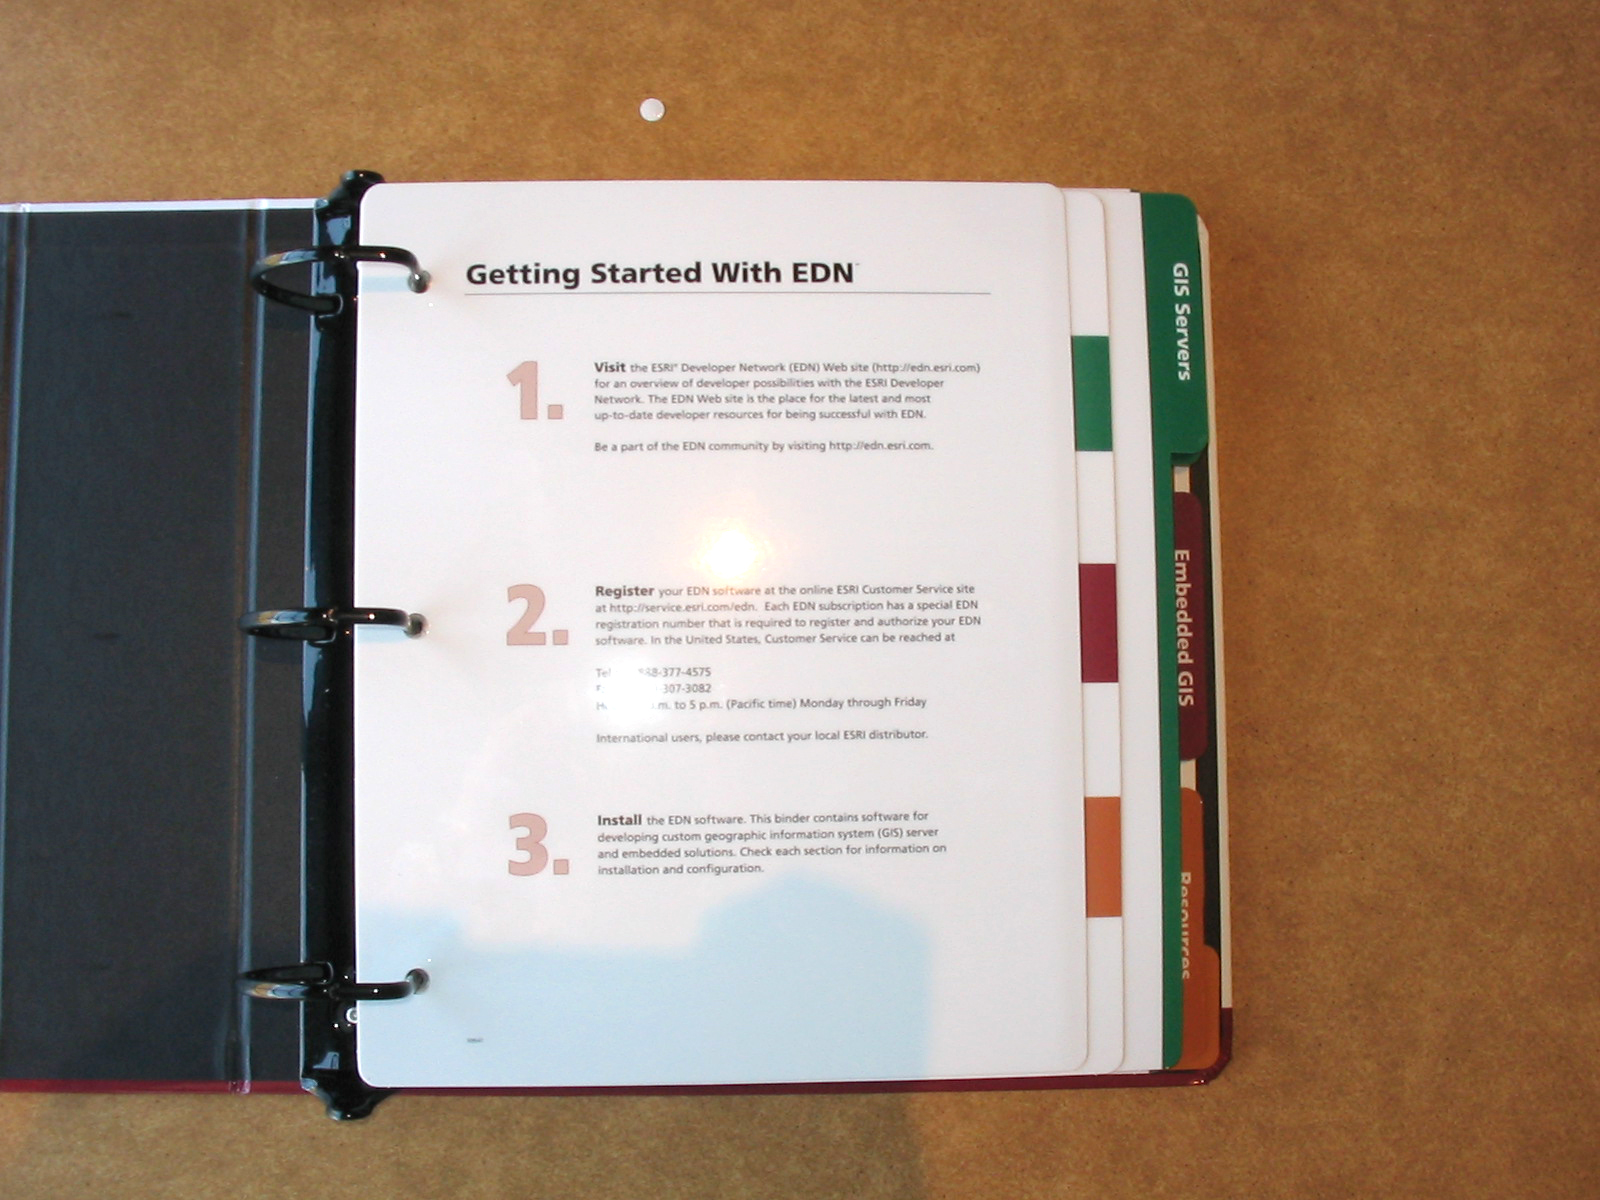 Getting Started With EDN
1.
Visit the ESRI® Developer Network (EDN) Web site (http://edn.esri.com)
for an overview of developer possibilities with the ESRI Developer
Network. The EDN Web site is the place for the latest and most
up-to-date developer resources for being successful with EDN.
Be a part of the EDN community by visiting http://edn.esri.com.
2.
Register your EDN software at the online ESRI Customer Service site
at http://service.esri.com/edn. Each EDN subscription has a special EDN
registration number that is required to register and authorize your EDN
software. In the United States, Customer Service can be reached at
Tel 8-377-4575
307-3082
.m. to 5 p.m. (Pacific time) Monday through Friday
International users, please contact your local ESRI distributor.
3.
Install the EDN software. This binder contains software for
developing custom geographic information system (GIS) server
and embedded solutions. Check each section for information on
installation and configuration.
GIS Servers
Embedded GIS
Resources
G